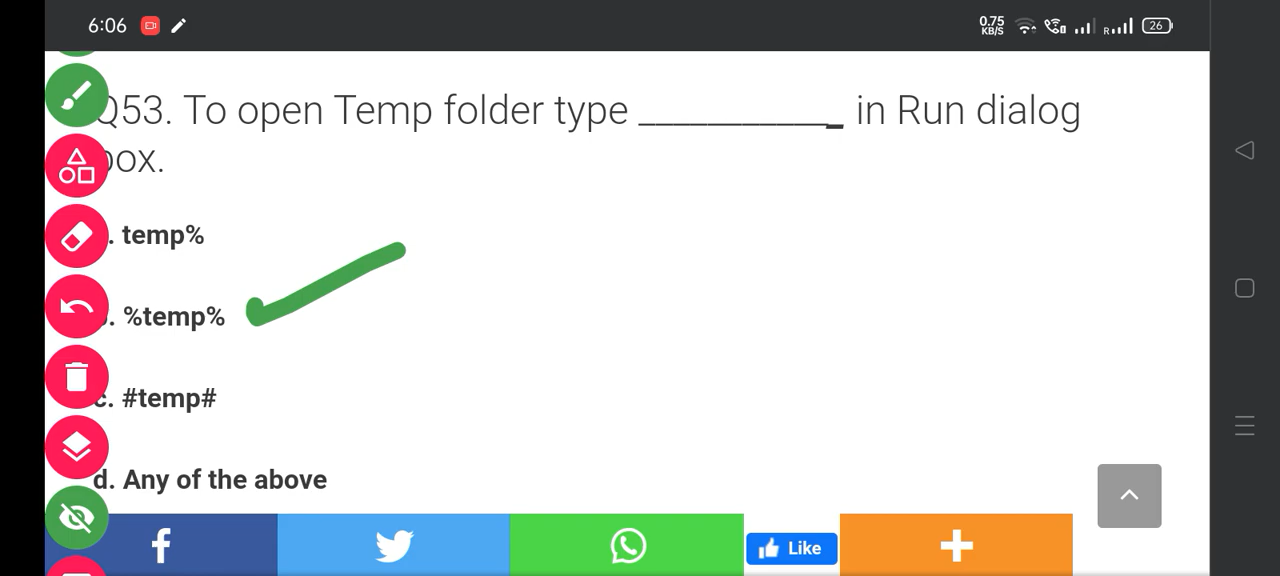 6:06
0.75
KB/S
R
26
Q53. To open Temp folder type ___________ in Run dialog
box.
. temp%
b. %temp%
c. #temp#
d. Any of the above
Like